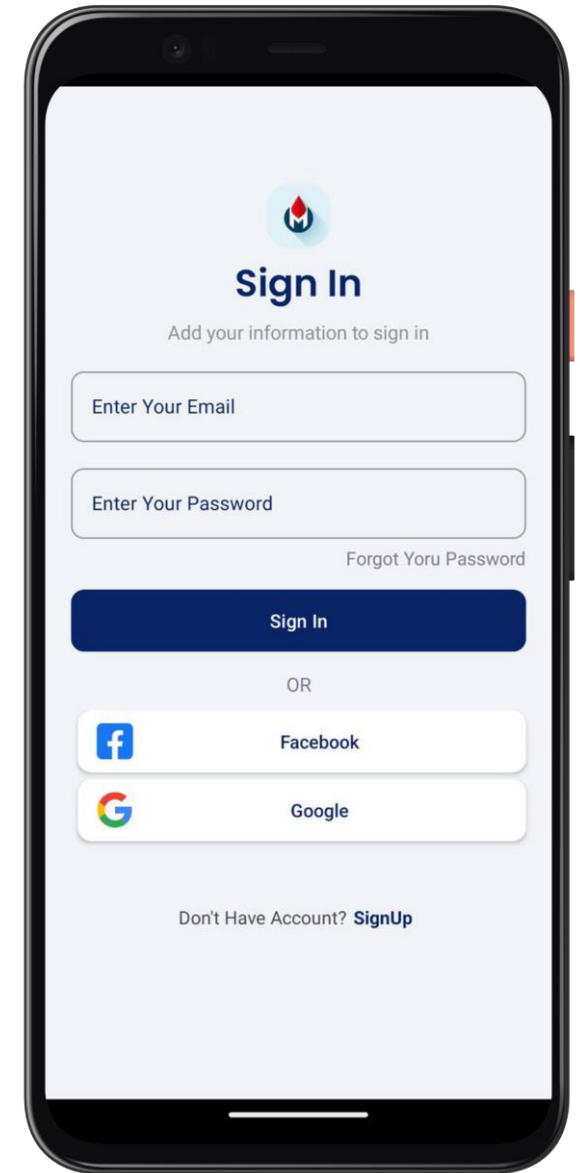 Sign In
Add your information to sign in
Enter Your Email
Enter Your Password
Forgot Yoru Password
Sign In
OR
Facebook
Google
Don't Have Account? SignUp